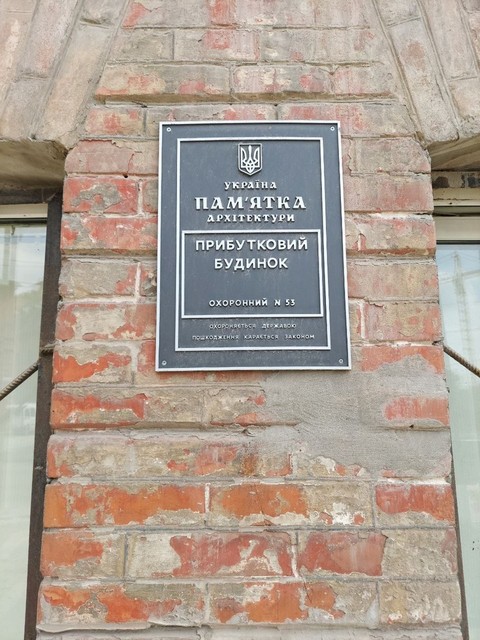 УКРАЇНА
ПАМ'ЯТКА
АРХІТЕКТУРИ
ПРИБУТКОВИЙ
БУДИНОК
ОХОРОННИЙ N 53
ОХОРОНЯЄТЬСЯ ДЕРЖАВОЮ
ПОШКОДЖЕННЯ КАРАЄТЬСЯ ЗАКОНОМ